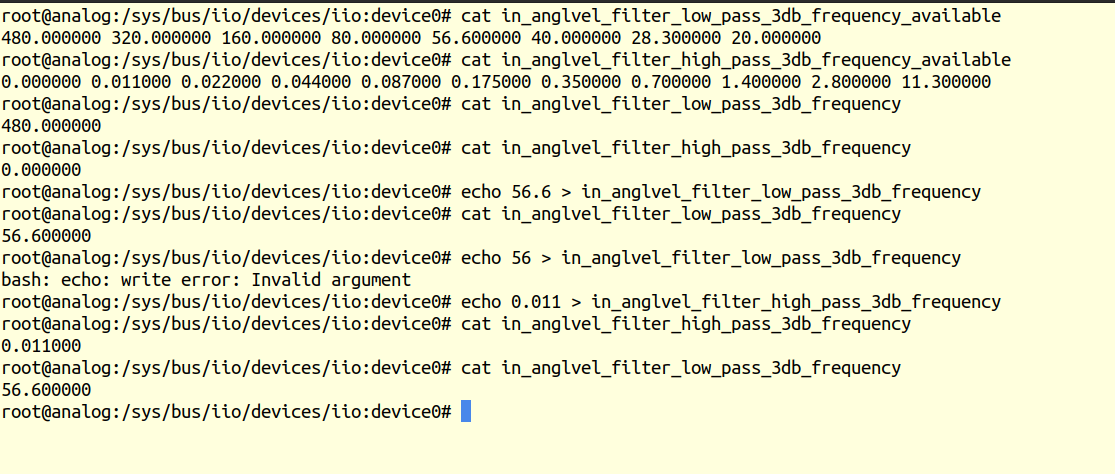 root@analog:/sys/bus/iio/devices/iio:device0# cat in_anglvel_filter_low_pass_3db_frequency_available
480.000000 320.000000 160.000000 80.000000 56.600000 40.000000 28.300000 20.000000
root@analog:/sys/bus/iio/devices/iio:device0# cat in_anglvel_filter_high_pass_3db_frequency_available
0.000000 0.011000 0.022000 0.044000 0.087000 0.175000 0.350000 0.700000 1.400000 2.800000 11.300000
root@analog:/sys/bus/iio/devices/iio:device0# cat in_anglvel_filter_low_pass_3db_frequency
480.000000
root@analog:/sys/bus/iio/devices/iio:device0# cat in_anglvel_filter_high_pass_3db_frequency
0.000000
root@analog:/sys/bus/iio/devices/iio:device0# echo 56.6 > in_anglvel_filter_low_pass_3db_frequency
root@analog:/sys/bus/iio/devices/iio:device0# cat in_anglvel_filter_low_pass_3db_frequency
56.600000
root@analog:/sys/bus/iio/devices/iio:device0# echo 56 > in_anglvel_filter_low_pass_3db_frequency
bash: echo: write error: Invalid argument
root@analog:/sys/bus/iio/devices/iio:device0# echo 0.011 > in_anglvel_filter_high_pass_3db_frequency
root@analog:/sys/bus/iio/devices/iio:device0# cat in_anglvel_filter_high_pass_3db_frequency
0.011000
root@analog:/sys/bus/iio/devices/iio:device0# cat in_anglvel_filter_low_pass_3db_frequency
56.600000
root@analog:/sys/bus/iio/devices/iio:device0#